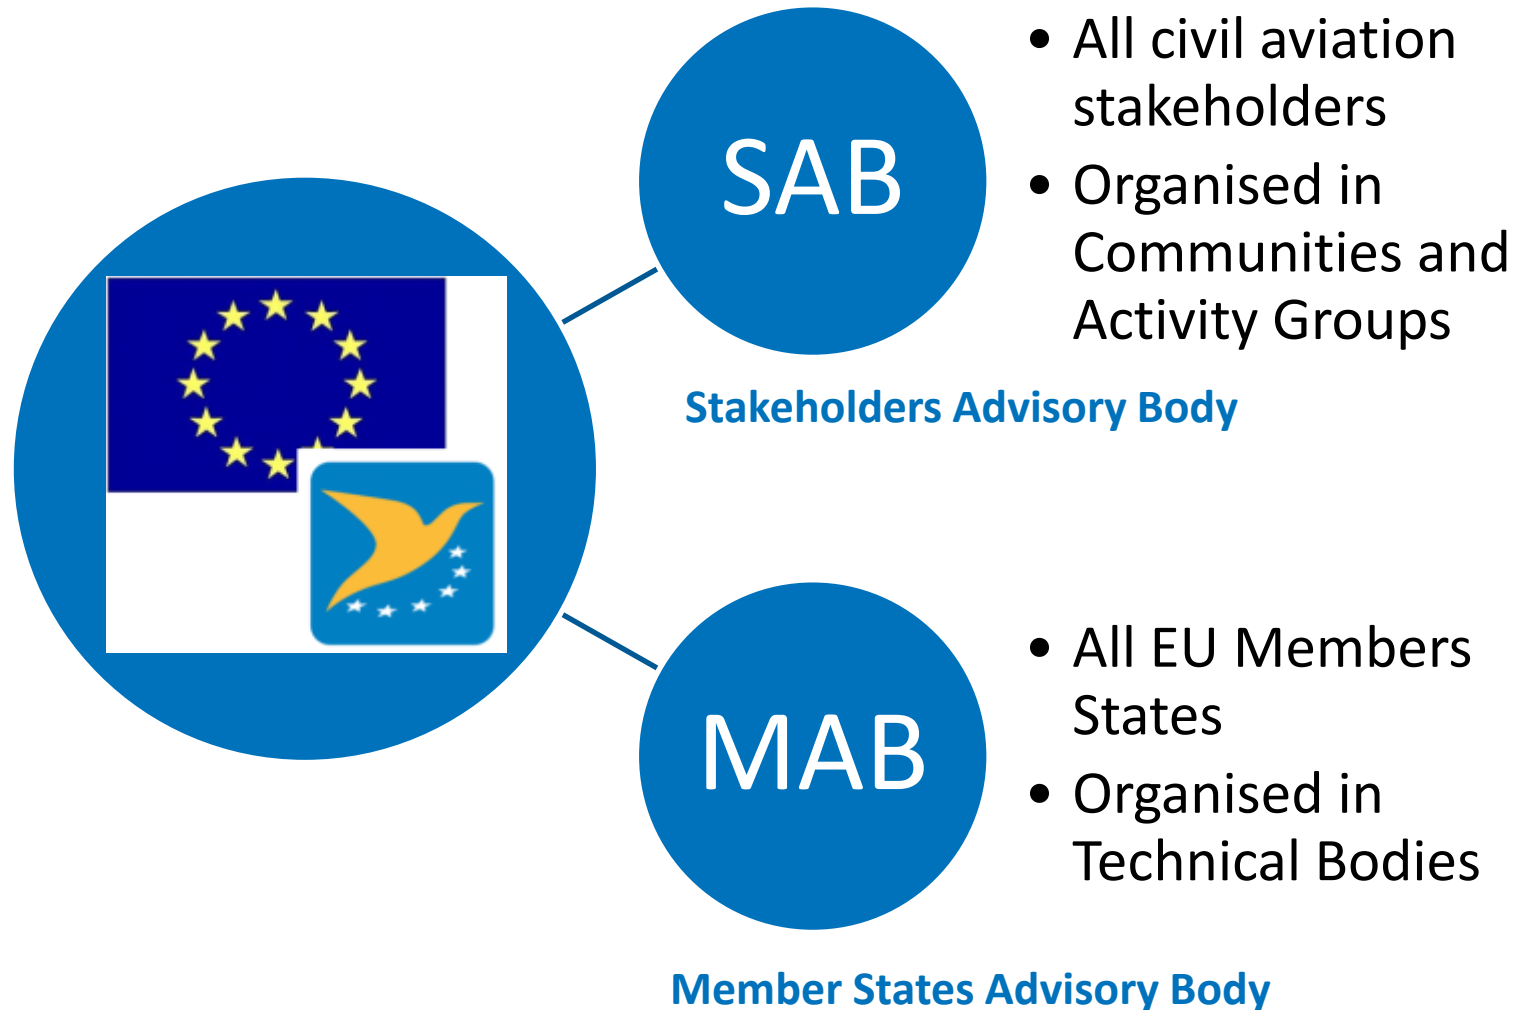 SAB
• All civil aviation
stakeholders
• Organised in
Communities and
Activity Groups
Stakeholders Advisory Body
MAB
• All EU Members
States
• Organised in
Technical Bodies
Member States Advisory Body